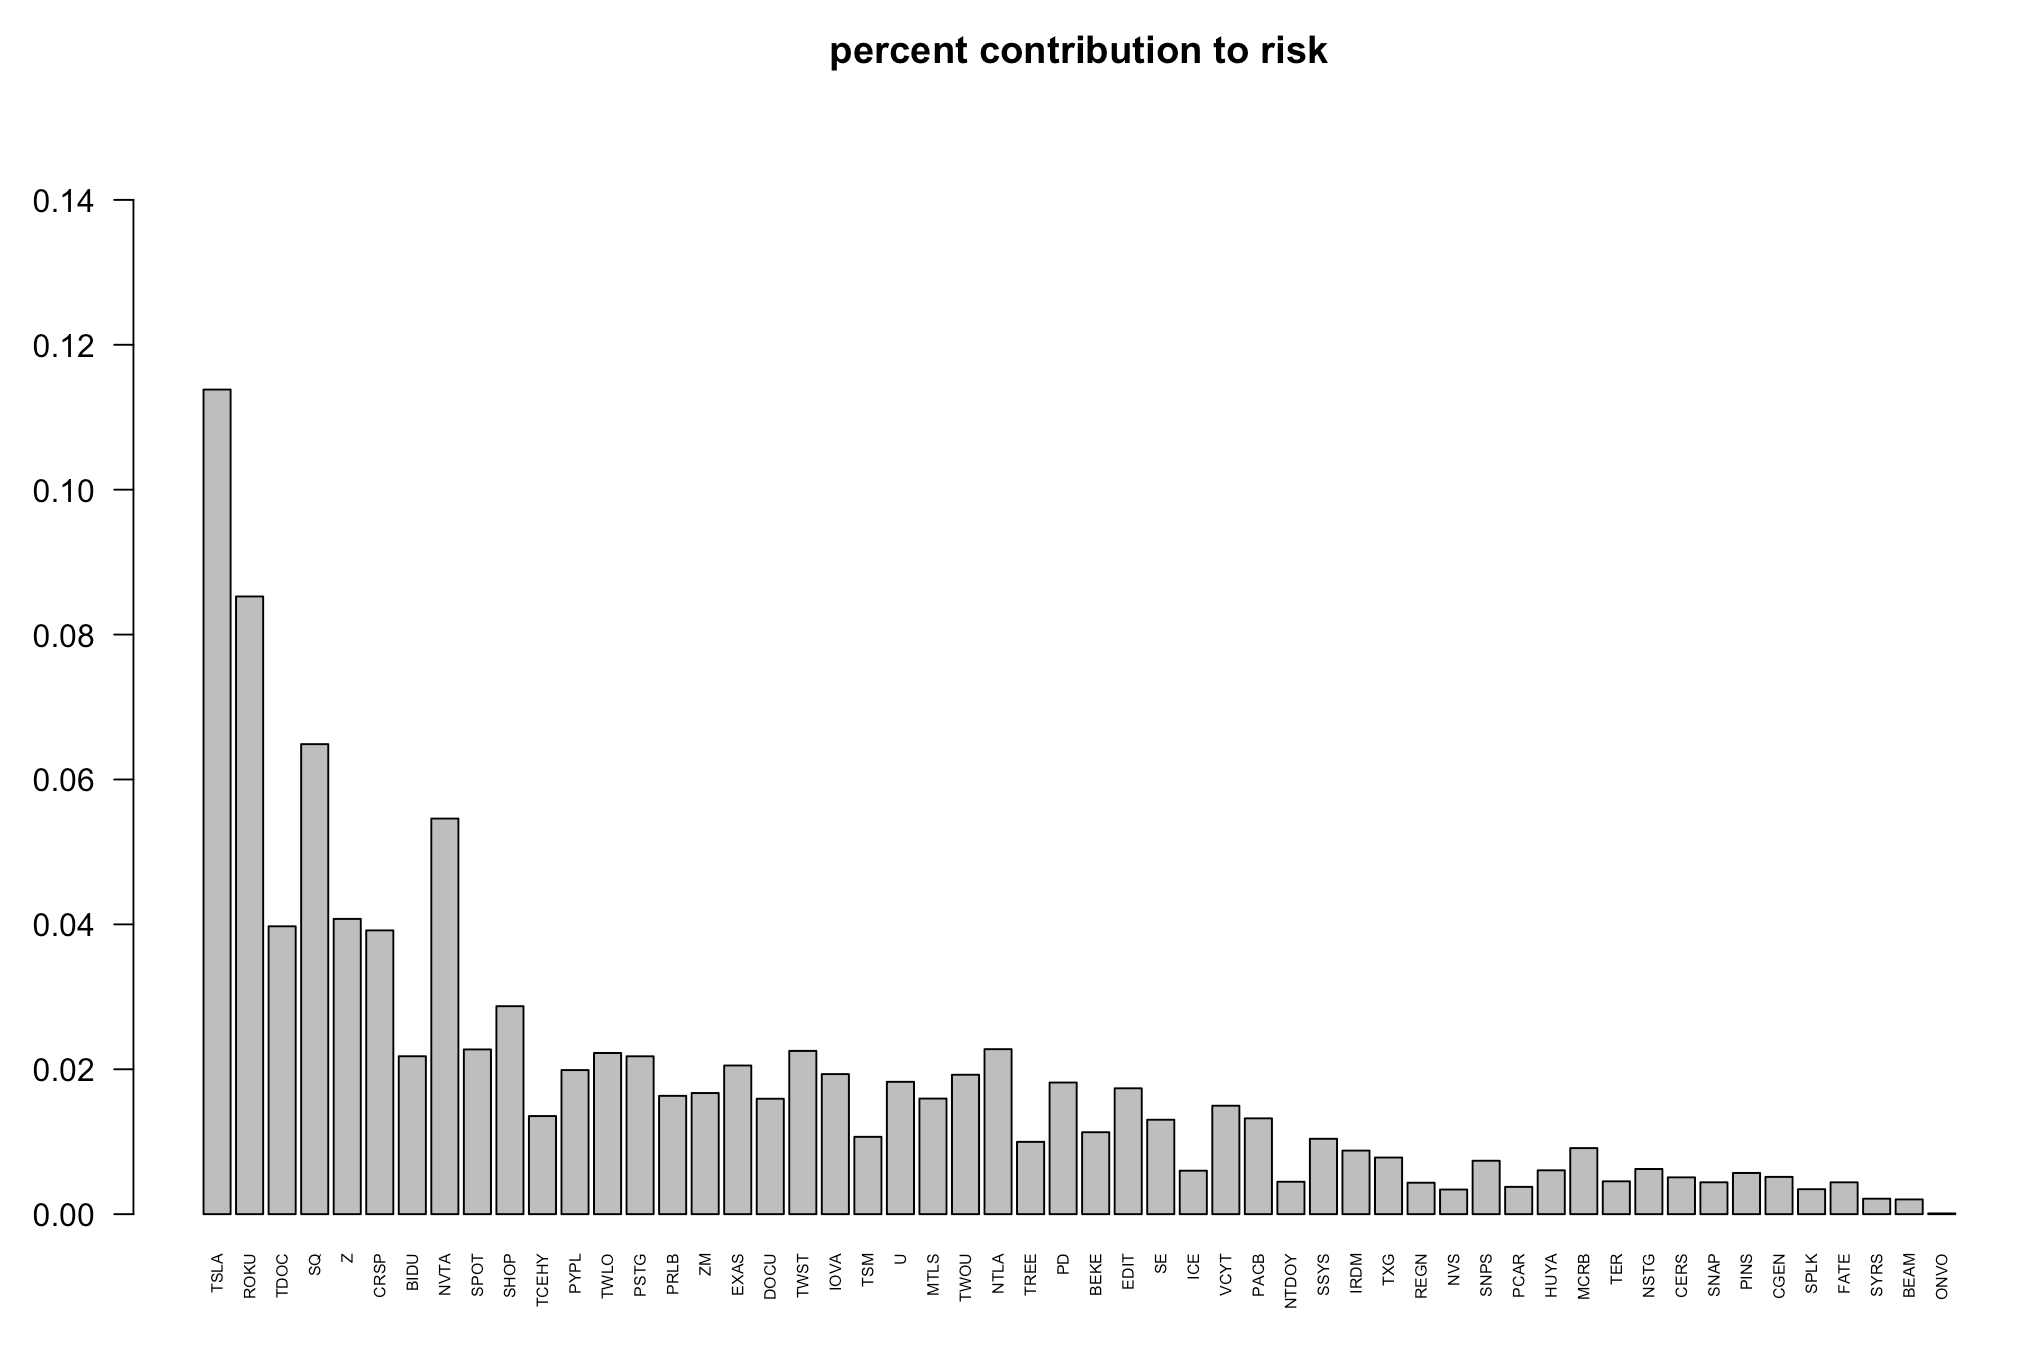 percent contribution to risk
0.14
0.12
0.10
0.08
0.06
0.04
0.02
0.00
TSLA
ROKU
TDOC
SQ
Z
CRSP
BIDU
NVTA
SPOT
SHOP
TCEHY
PYPL
TWLO
PSTG
PRLB
ZM
EXAS
DOCU
TWST
IOVA
TSM
U
MTLS
TWOU
NTLA
TREE
PD
BEKE
EDIT
SE
ICE
VCYT
PACB
NTDOY
SSYS
IRDM
TXG
REGN
NVS
SNPS
PCAR
HUYA
MCRB
TER
NSTG
CERS
SNAP
PINS
CGEN
SPLK
FATE
SYRS
BEAM
ONVO